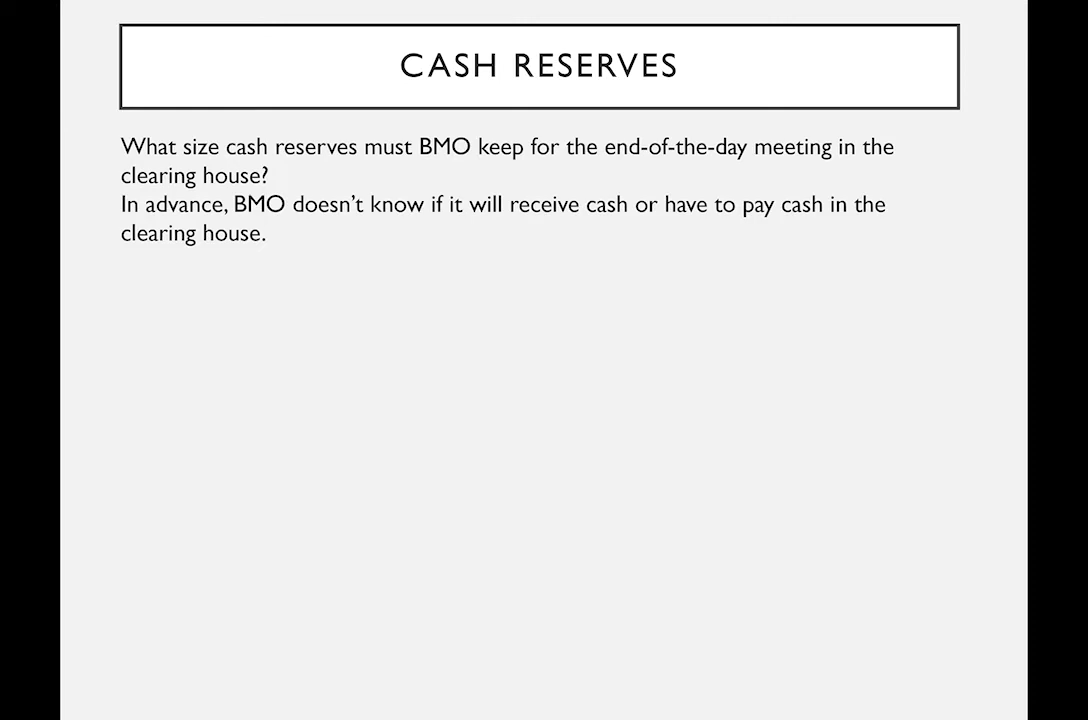 CASH RESERVES
What size cash reserves must BMO keep for the end-of-the-day meeting in the
clearing house?
In advance, BMO doesn’t know if it will receive cash or have to pay cash in the
clearing house.